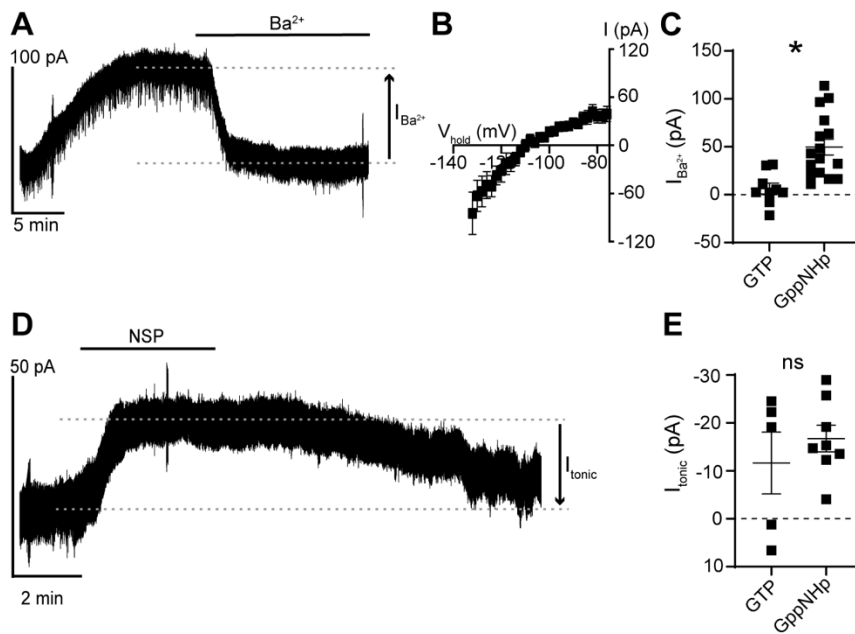 A
Ba²⁺
100 pA
I_Ba²⁺
5 min
B
I (pA)
120
60
V_hold (mV)
0
-140
-120
-100
-80
-60
-120
C
*
150
100
50
0
-50
I_Ba²⁺ (pA)
GTP
GppNHp
D
NSP
50 pA
I_tonic
2 min
E
ns
-30
-20
-10
0
10
I_tonic (pA)
GTP
GppNHp